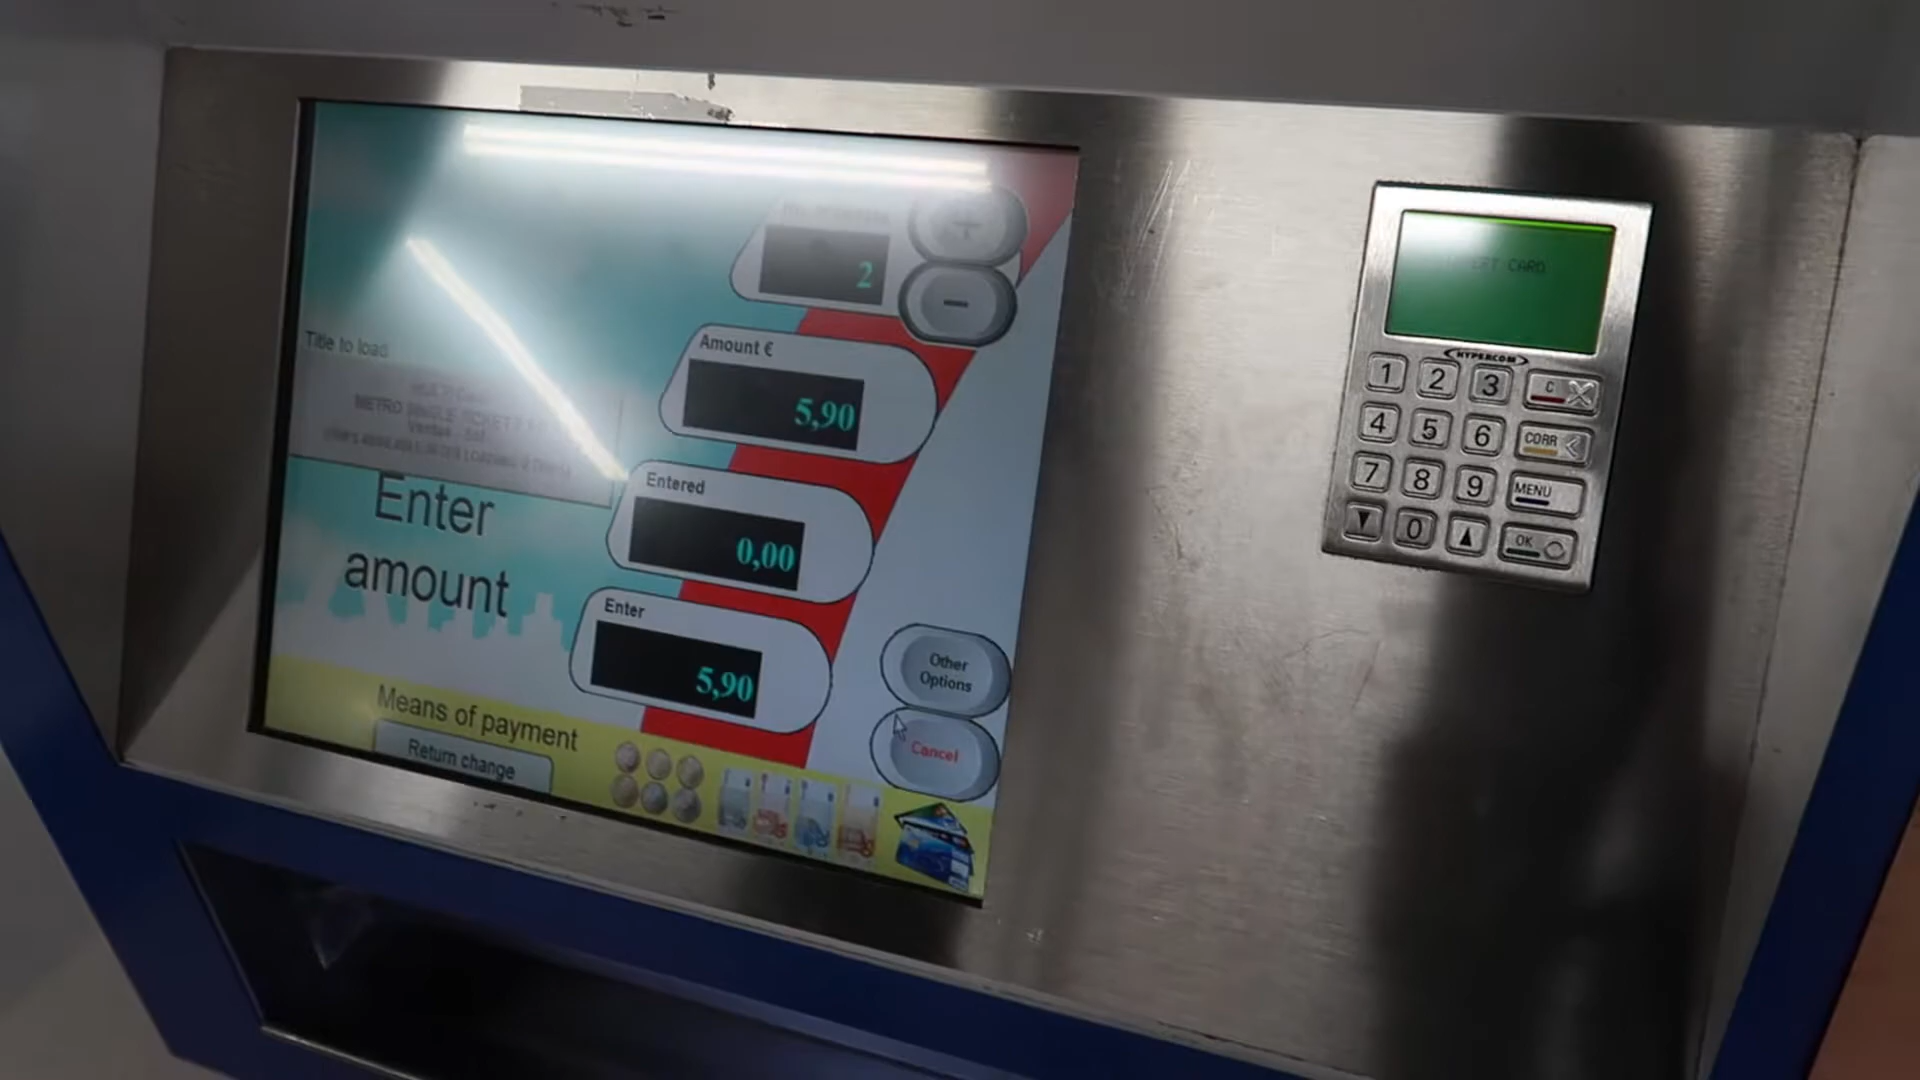 2
Amount €
5,90
Title to load
METRO SINGLE TICKET
Entered
0,00
Enter
amount
Enter
5,90
Other
Options
Cancel
Means of payment
Return change
CARD
HYPERCOM
1 2 3 C
4 5 6 CORR
7 8 9 MENU
0 OK